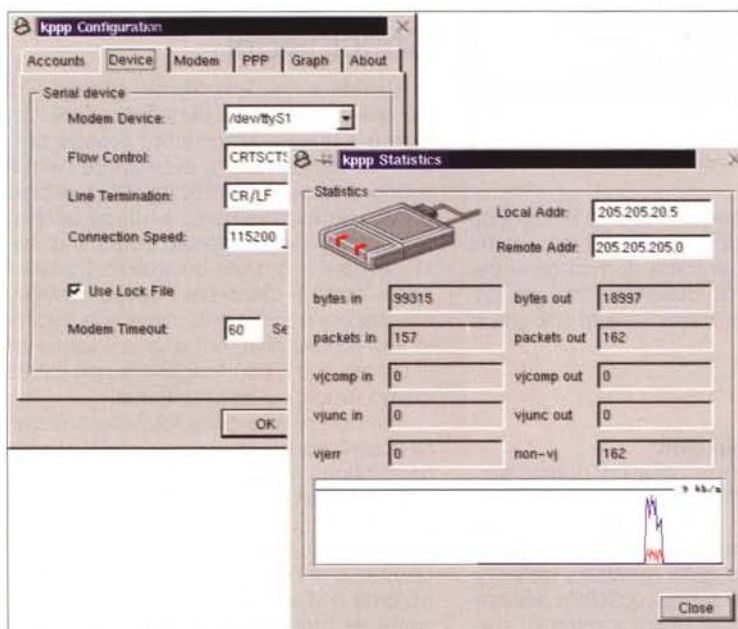 kppp Configuration
Accounts Device Modem PPP Graph About
Serial device
Modem Device: /dev/ttyS1
Flow Control: CRTSCTS
Line Termination: CR/LF
Connection Speed: 115200
Use Lock File
Modem Timeout 60 Se
OK
kppp Statistics
Statistics
Local Addr: 205.205.20.5
Remote Addr: 205.205.205.0
bytes in 99315 bytes out 18997
packets in 157 packets out 162
vjcomp in 0 vjcomp out 0
vjunc in 0 vjunc out 0
vjerr 0 non-vj 162
9 kb/s
Close